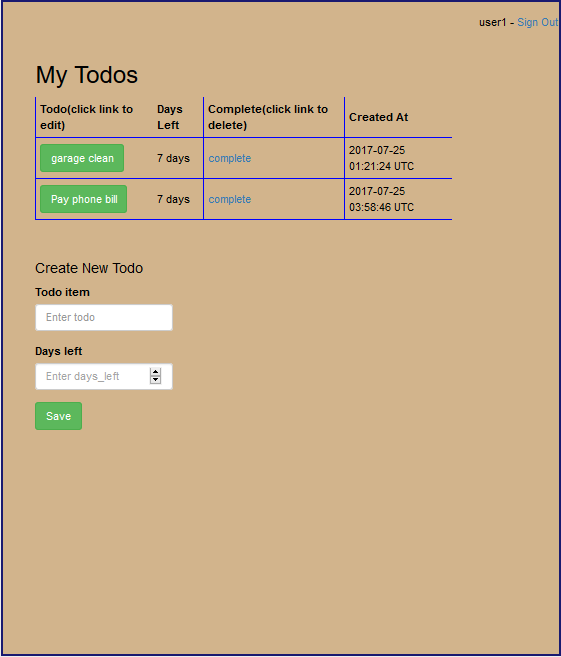 user1 - Sign Out
My Todos
Todo(click link to edit) Days Left Complete(click link to delete) Created At
garage clean 7 days complete 2017-07-25 01:21:24 UTC
Pay phone bill 7 days complete 2017-07-25 03:58:46 UTC
Create New Todo
Todo item
Enter todo
Days left
Enter days_left
Save